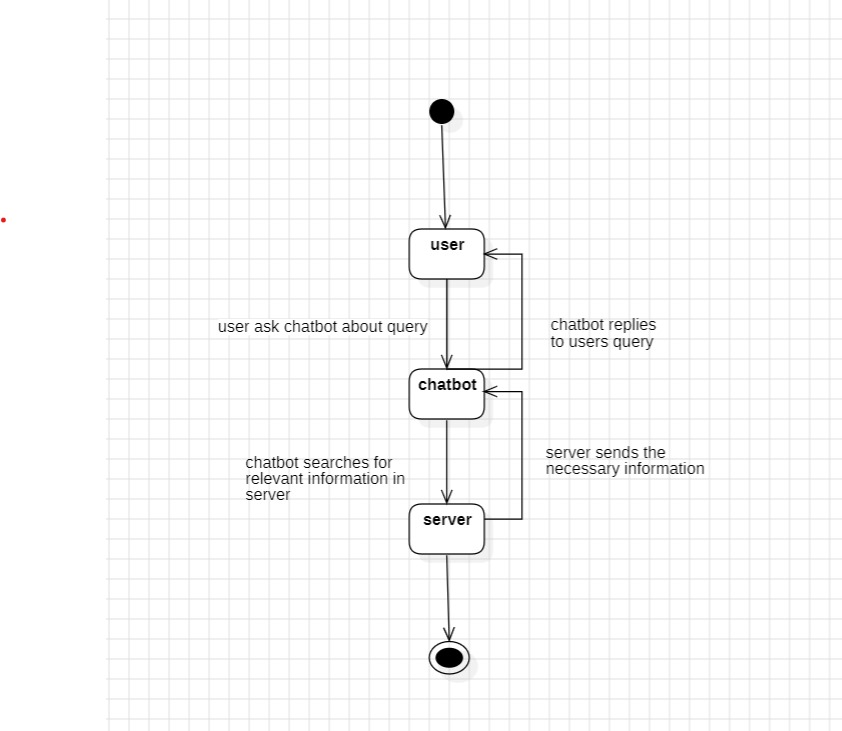 user
user ask chatbot about query
chatbot replies
to users query
chatbot
chatbot searches for
relevant information in
server
server sends the
necessary information
server